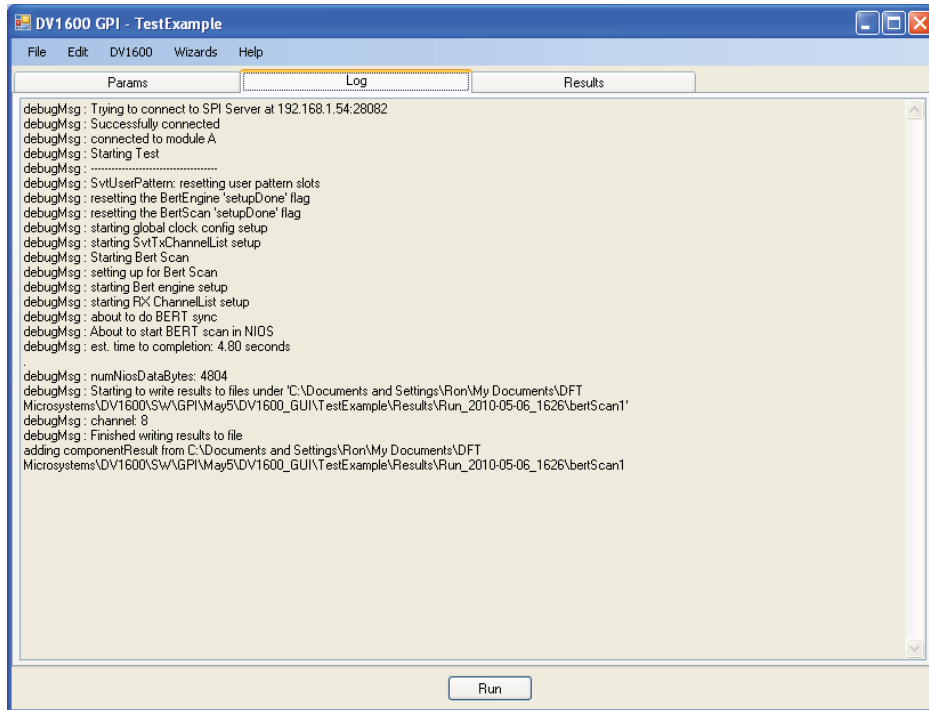 DV1600 GPI - TestExample
File Edit DV1600 Wizards Help
Params Log Results
debugMsg : Trying to connect to SPI Server at 192.168.1.54:28082
debugMsg : Successfully connected
debugMsg : connected to module A
debugMsg : Starting Test
debugMsg : -------------------------------------
debugMsg : SvtUserPattern: resetting user pattern slots
debugMsg : resetting the BertEngine 'setupDone' flag
debugMsg : resetting the BertScan 'setupDone' flag
debugMsg : starting global clock config setup
debugMsg : starting SvtTxChannelList setup
debugMsg : Starting Bert Scan
debugMsg : setting up for Bert Scan
debugMsg : starting Bert engine setup
debugMsg : starting RX ChannelList setup
debugMsg : about to do BERT sync
debugMsg : About to start BERT scan in NIOS
debugMsg : est. time to completion: 4.80 seconds
.
debugMsg : numNiosDataBytes: 4804
debugMsg : Starting to write results to files under 'C:\Documents and Settings\Ron\My Documents\DFT
Microsystems\DV1600\SW\GPI\May5\DV1600_GUI\TestExample\Results\Run_2010-05-06_1626\bertScan1'
debugMsg : channel: 8
debugMsg : Finished writing results to file
adding componentResult from C:\Documents and Settings\Ron\My Documents\DFT
Microsystems\DV1600\SW\GPI\May5\DV1600_GUI\TestExample\Results\Run_2010-05-06_1626\bertScan1
Run